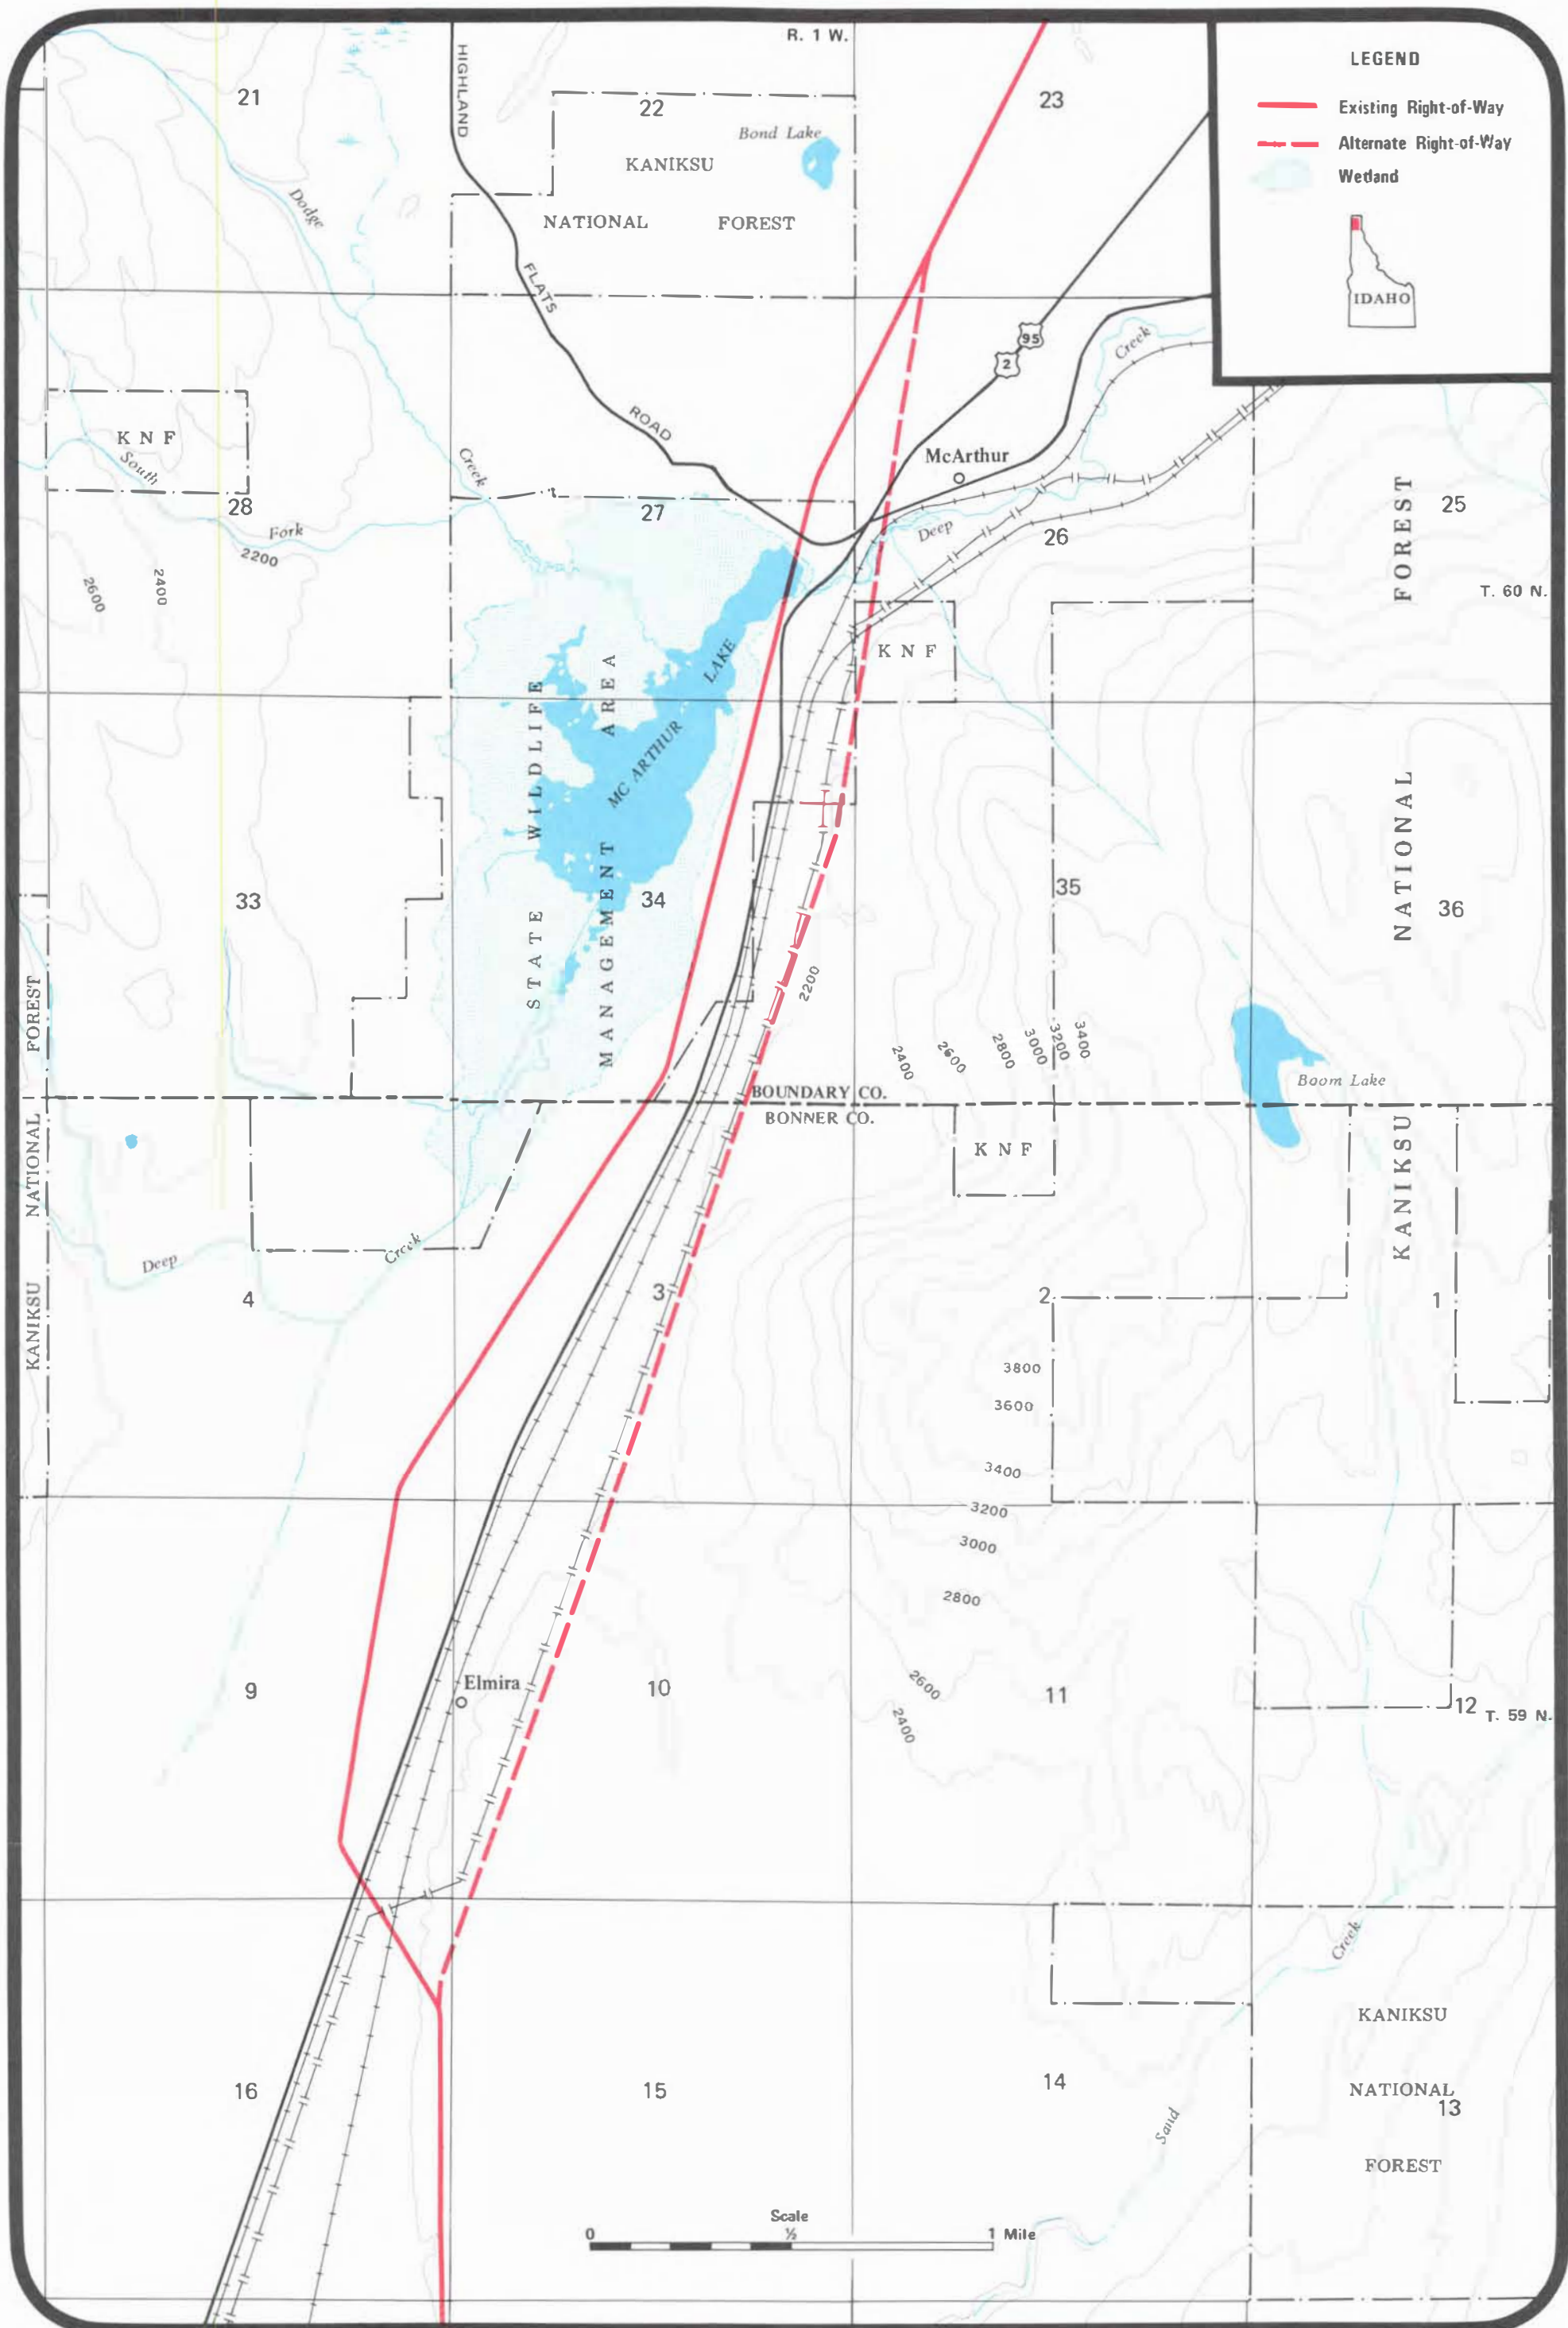 R. 1 W.
LEGEND
Existing Right-of-Way
Alternate Right-of-Way
Wetland
IDAHO
21
HIGHLAND
22
23
Bond Lake
KANIKSU
NATIONAL FOREST
Dodge
FLATS
95
2
Creek
K N F
South
ROAD
McArthur
Creek
28
27
Fork
2200
Deep
26
25
FOREST
T. 60 N.
2600
2400
K N F
LAKE
MC ARTHUR
STATE WILDLIFE
MANAGEMENT AREA
NATIONAL
33
34
35
36
2200
2400
2600
2800
3000
3200
3400
Boom Lake
BOUNDARY CO.
BONNER CO.
K N F
KANIKSU
KANIKSU NATIONAL FOREST
Deep
Creek
4
3
2
1
3800
3600
3400
3200
3000
2800
2600
2400
9
Elmira
10
11
12
T. 59 N.
Creek
KANIKSU
NATIONAL
13
FOREST
16
15
14
Sand
Scale
0 ½ 1 Mile